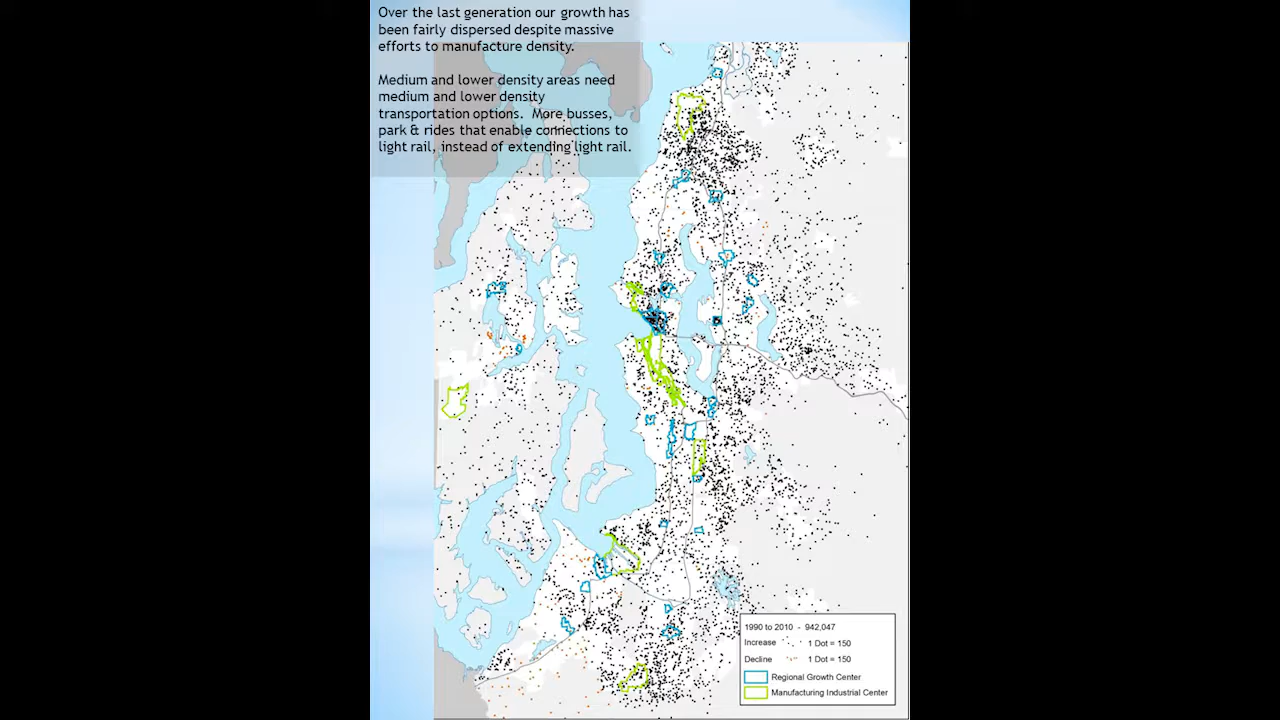 Over the last generation our growth has
been fairly dispersed despite massive
efforts to manufacture density.
Medium and lower density areas need
medium and lower density
transportation options.  More busses,
park & rides that enable connections to
light rail, instead of extending light rail.
1990 to 2010 - 942,047
Increase 1 Dot = 150
Decline 1 Dot = 150
Regional Growth Center
Manufacturing Industrial Center